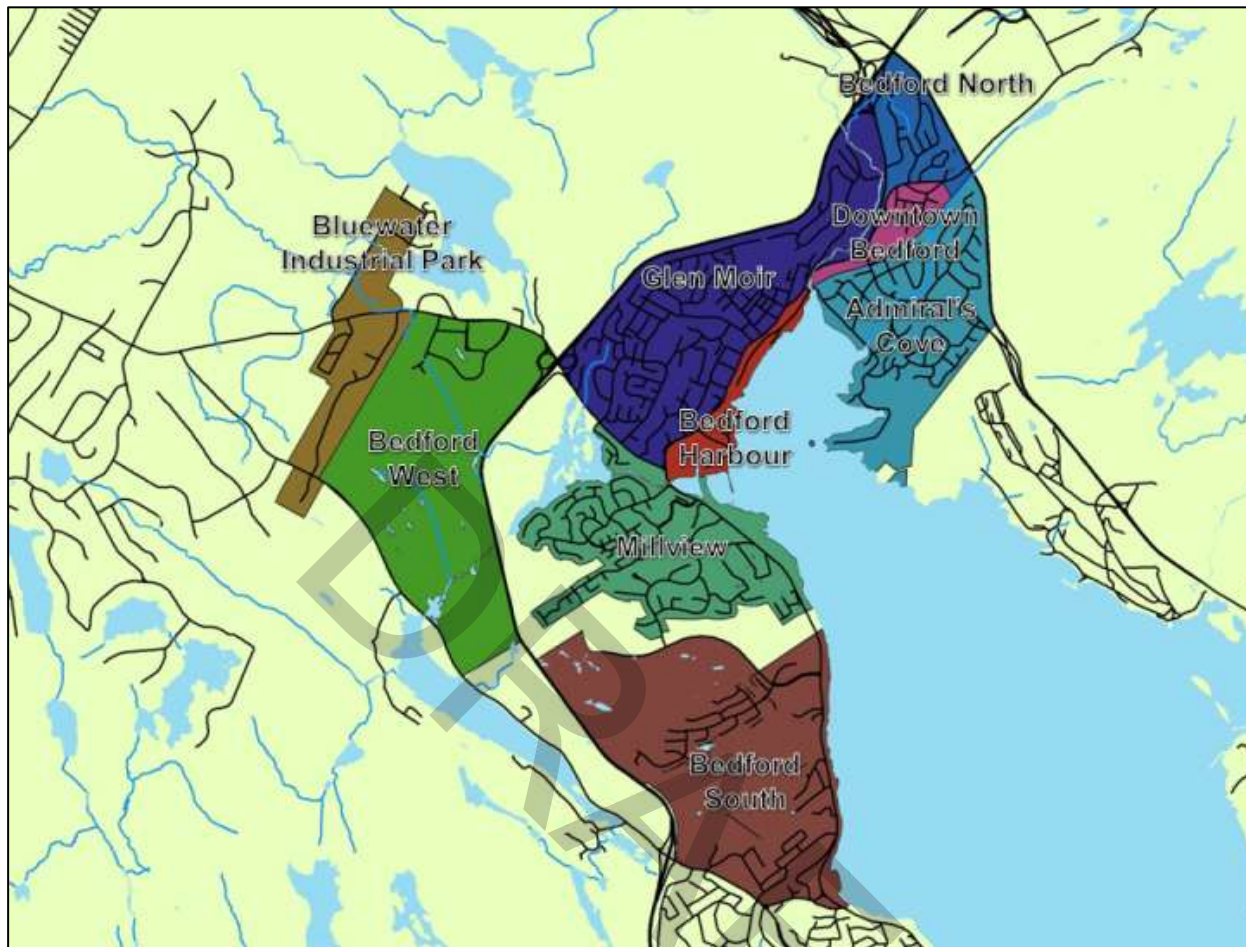 Bedford North
Downtown
Bedford
Bluewater
Industrial Park
Glen Moir
Admiral's
Cove
Bedford
Harbour
Bedford
West
Millview
Bedford
South